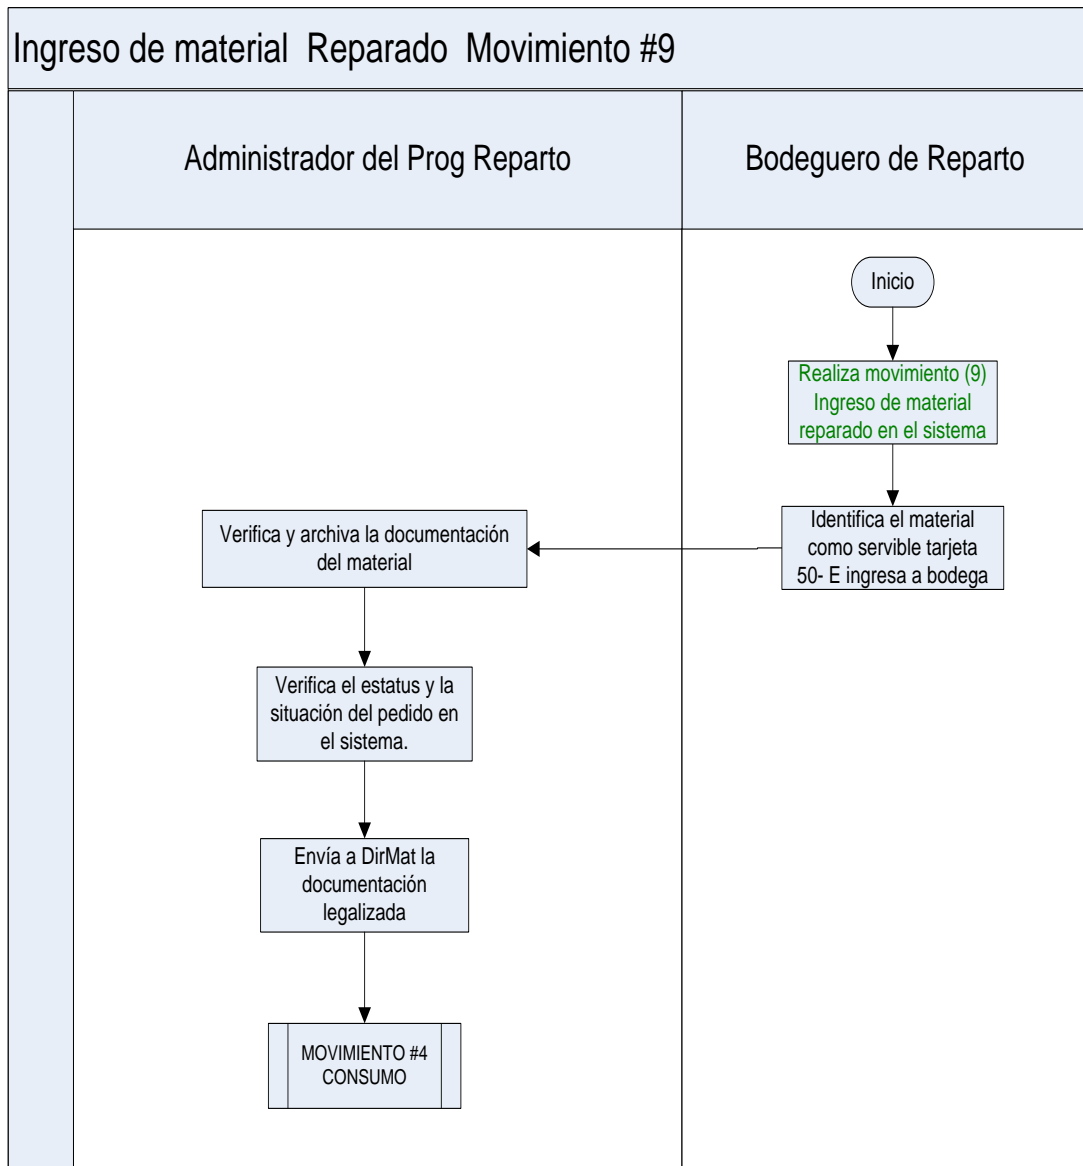 Ingreso de material Reparado Movimiento #9
Administrador del Prog Reparto
Bodeguero de Reparto
Inicio
Realiza movimiento (9)
Ingreso de material
reparado en el sistema
Identifica el material
como servible tarjeta
50- E ingresa a bodega
Verifica y archiva la documentación
del material
Verifica el estatus y la
situación del pedido en
el sistema.
Envía a DirMat la
documentación
legalizada
MOVIMIENTO #4
CONSUMO